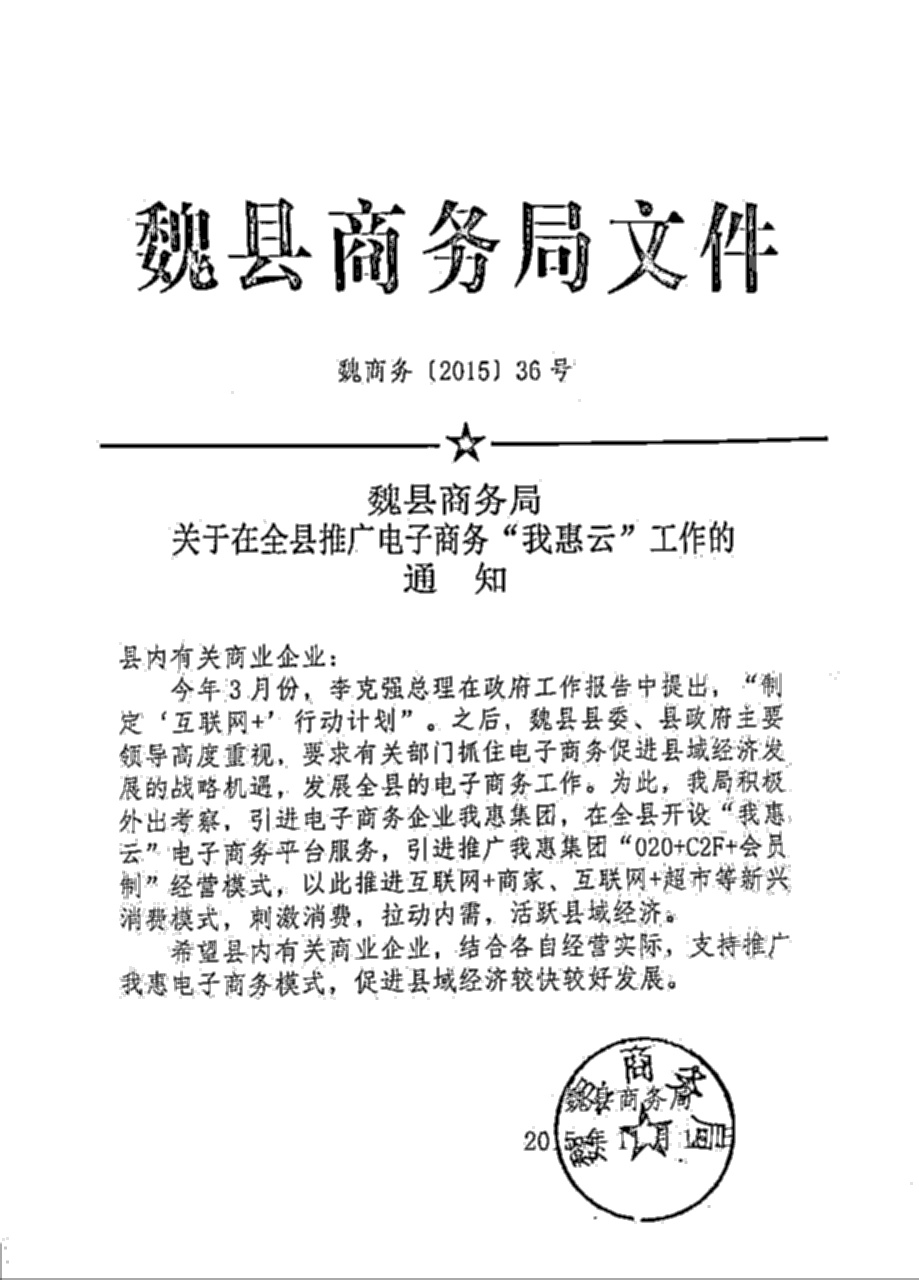 魏县商务局文件
魏商务〔2015〕36号
魏县商务局
关于在全县推广电子商务“我惠云”工作的
通 知
县内有关商业企业：
今年3月份，李克强总理在政府工作报告中提出，“制
定‘互联网+’行动计划”。之后，魏县县委、县政府主要
领导高度重视，要求有关部门抓住电子商务促进县域经济发
展的战略机遇，发展全县的电子商务工作。为此，我局积极
外出考察，引进电子商务企业我惠集团，在全县开设“我惠
云”电子商务平台服务，引进推广我惠集团“O2O+C2F+会员
制”经营模式，以此推进互联网+商家、互联网+超市等新兴
消费模式，刺激消费，拉动内需，活跃县域经济。
希望县内有关商业企业，结合各自经营实际，支持推广
我惠电子商务模式，促进县域经济较快较好发展。
魏县商务局
2015年